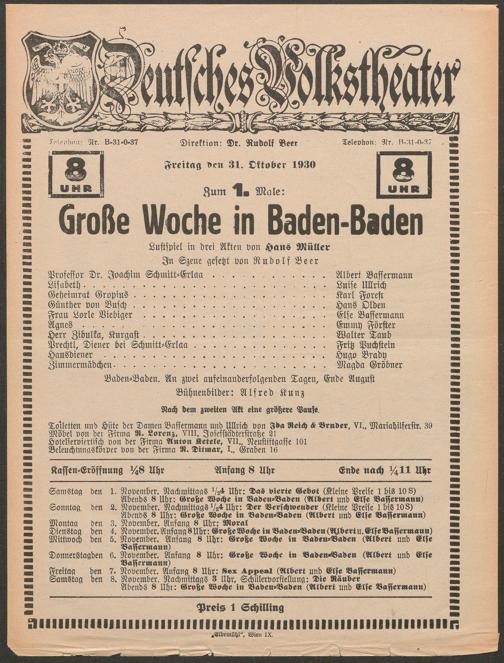 Deutsches Volkstheater
Telephon: Nr. B-31-0-37 Direktion: Dr. Rudolf Beer Telephon: Nr. B-31-0-37
8 UHR Freitag den 31. Oktober 1930 8 UHR
Zum 1. Male:
Große Woche in Baden-Baden
Lustspiel in drei Akten von Hans Müller
In Szene gesetzt von Rudolf Beer
Professor Dr. Joachim Schmitt-Erlaa . . . Albert Bassermann
Lisabeth . . . Luise Ullrich
Geheimrat Gropius . . . Karl Forest
Günther von Busch . . . Hans Olden
Frau Lorle Biebiger . . . Else Bassermann
Agnes . . . Emmy Förster
Herr Zibulka, Kurgast . . . Walter Taub
Prechtl, Diener bei Schmitt-Erlaa . . . Fritz Puchstein
Hausdiener . . . Hugo Brady
Zimmermädchen . . . Magda Gröbner
Baden-Baden. An zwei aufeinanderfolgenden Tagen, Ende August
Bühnenbilder: Alfred Kunz
Nach dem zweiten Akt eine größere Pause.
Toiletten und Hüte der Damen Bassermann und Ullrich von Ida Reich & Bruder, VI., Mariahilferstr. 39
Möbel von der Firma R. Lorenz, VIII. Josefstädterstraße 21
Hotelserviertisch von der Firma Anton Keerle, VII., Neustiftgasse 101
Beleuchtungskörper von der Firma R. Ditmar, I., Graben 16
Kassen-Eröffnung ¼8 Uhr Anfang 8 Uhr Ende nach ¼11 Uhr
Samstag den 1. November, Nachmittags ¼4 Uhr: Das vierte Gebot (Kleine Preise 1 bis 10 S)
Abends 8 Uhr: Große Woche in Baden-Baden (Albert und Else Bassermann)
Sonntag den 2. November, Nachmittags ¼4 Uhr: Der Verschwender (Kleine Preise 1 bis 10 S)
Abends 8 Uhr: Große Woche in Baden-Baden (Albert und Else Bassermann)
Montag den 3. November, Anfang 8 Uhr: Moral
Dienstag den 4. November, Anfang 8 Uhr: Große Woche in Baden-Baden (Albert u. Else Bassermann)
Mittwoch den 5. November, Anfang 8 Uhr: Große Woche in Baden-Baden (Albert und Else
Bassermann)
Donnerstag den 6. November, Anfang 8 Uhr: Große Woche in Baden-Baden (Albert und Else
Bassermann)
Freitag den 7. November, Anfang 8 Uhr: Sex Appeal (Albert und Else Bassermann)
Samstag den 8. November, Nachmittags 3 Uhr, Schülervorstellung: Die Räuber
Abends 8 Uhr: Große Woche in Baden-Baden (Albert und Else Bassermann)
Preis 1 Schilling
„Elbemühl", Wien IX.